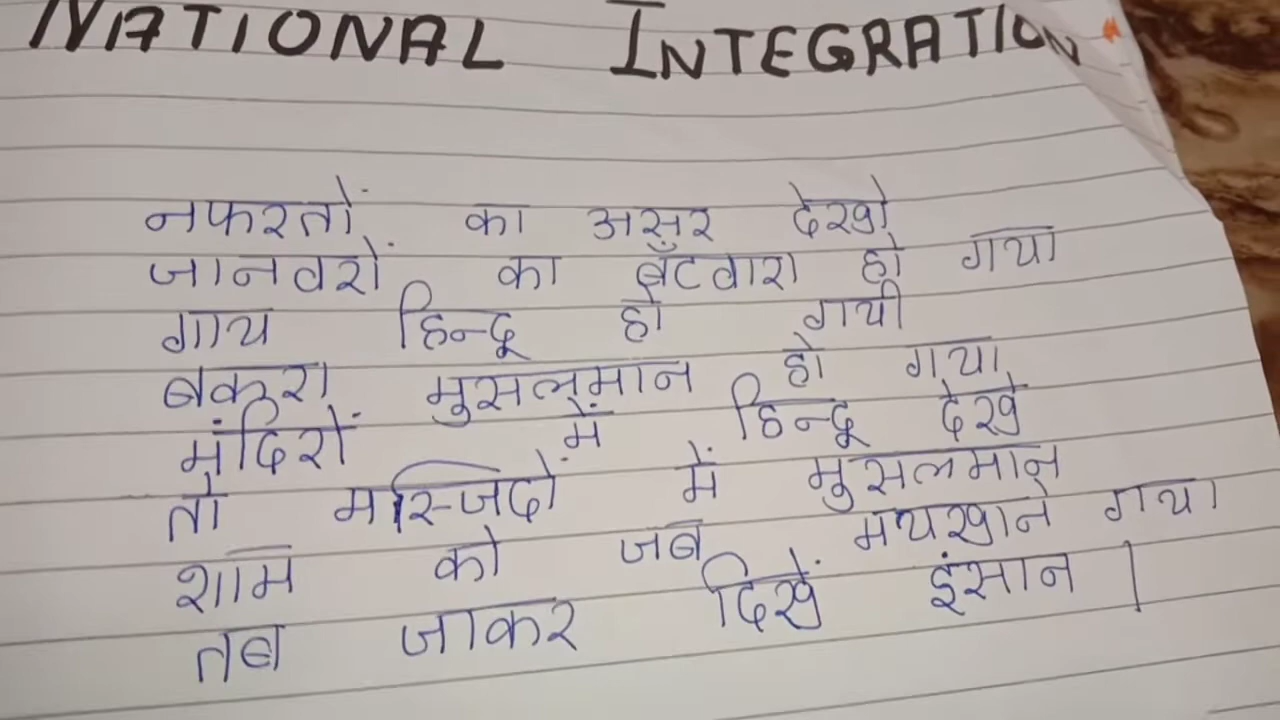 NATIONAL INTEGRATION
नफरतों का असर देखो
जानवरों का बँटवारा हो गया
गाय हिन्दू हो गयी
बकरा मुसलमान हो गया
मंदिरों में हिन्दू देखे
तो मस्जिदों में मुसलमान
शाम को जब मयखाने गया
तब जाकर दिखें इंसान ।